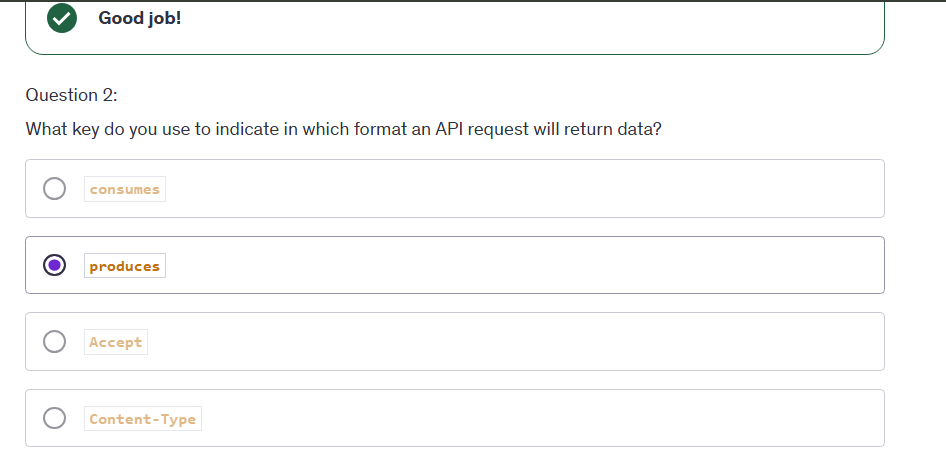 Good job!
Question 2:
What key do you use to indicate in which format an API request will return data?
consumes
produces
Accept
Content-Type